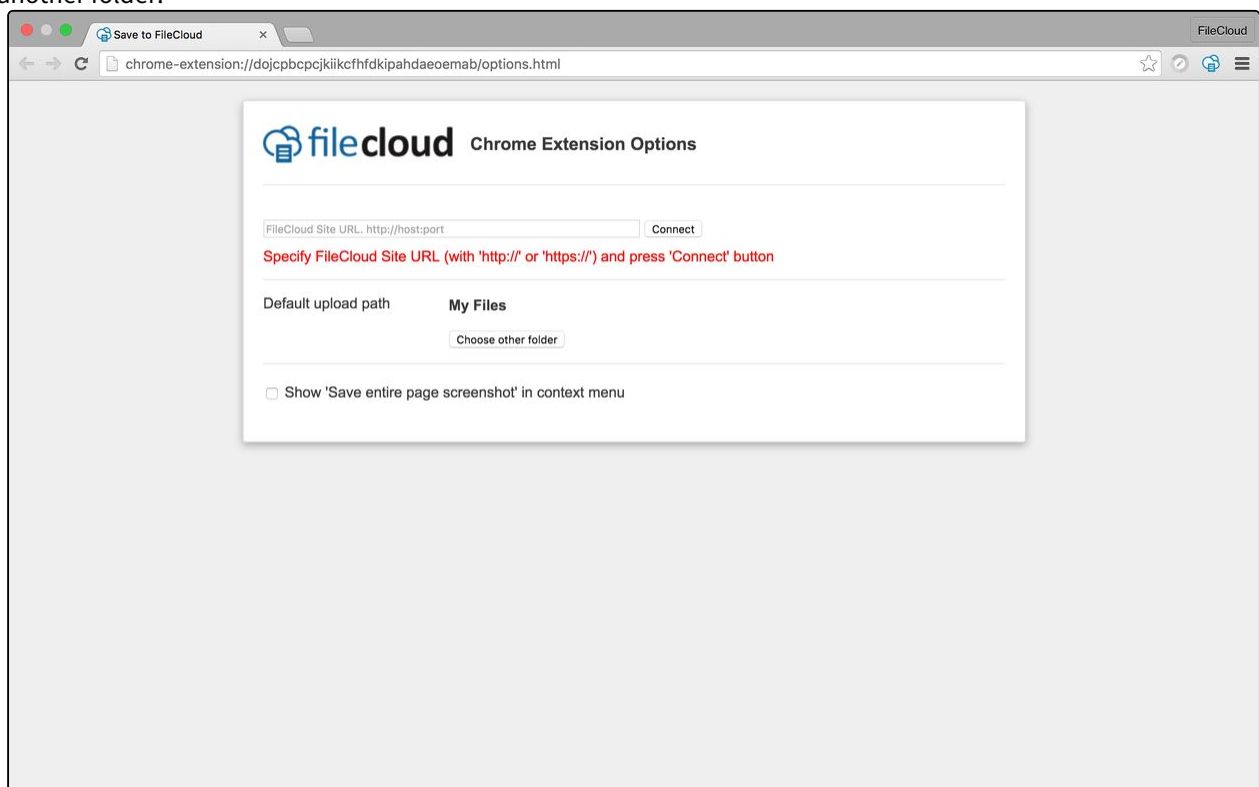 another folder.
Save to FileCloud
FileCloud
chrome-extension://dojcpbcpcjkiikcfhfdkipahdaeoemab/options.html
filecloud Chrome Extension Options
FileCloud Site URL. http://host:port Connect
Specify FileCloud Site URL (with 'http://' or 'https://') and press 'Connect' button
Default upload path My Files
Choose other folder
Show 'Save entire page screenshot' in context menu